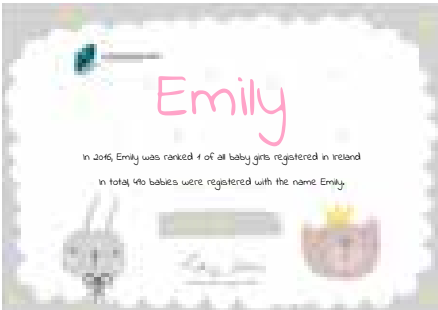 Emily
In 2016, Emily was ranked 1 of all baby girls registered in Ireland
In total, 490 babies were registered with the name Emily.